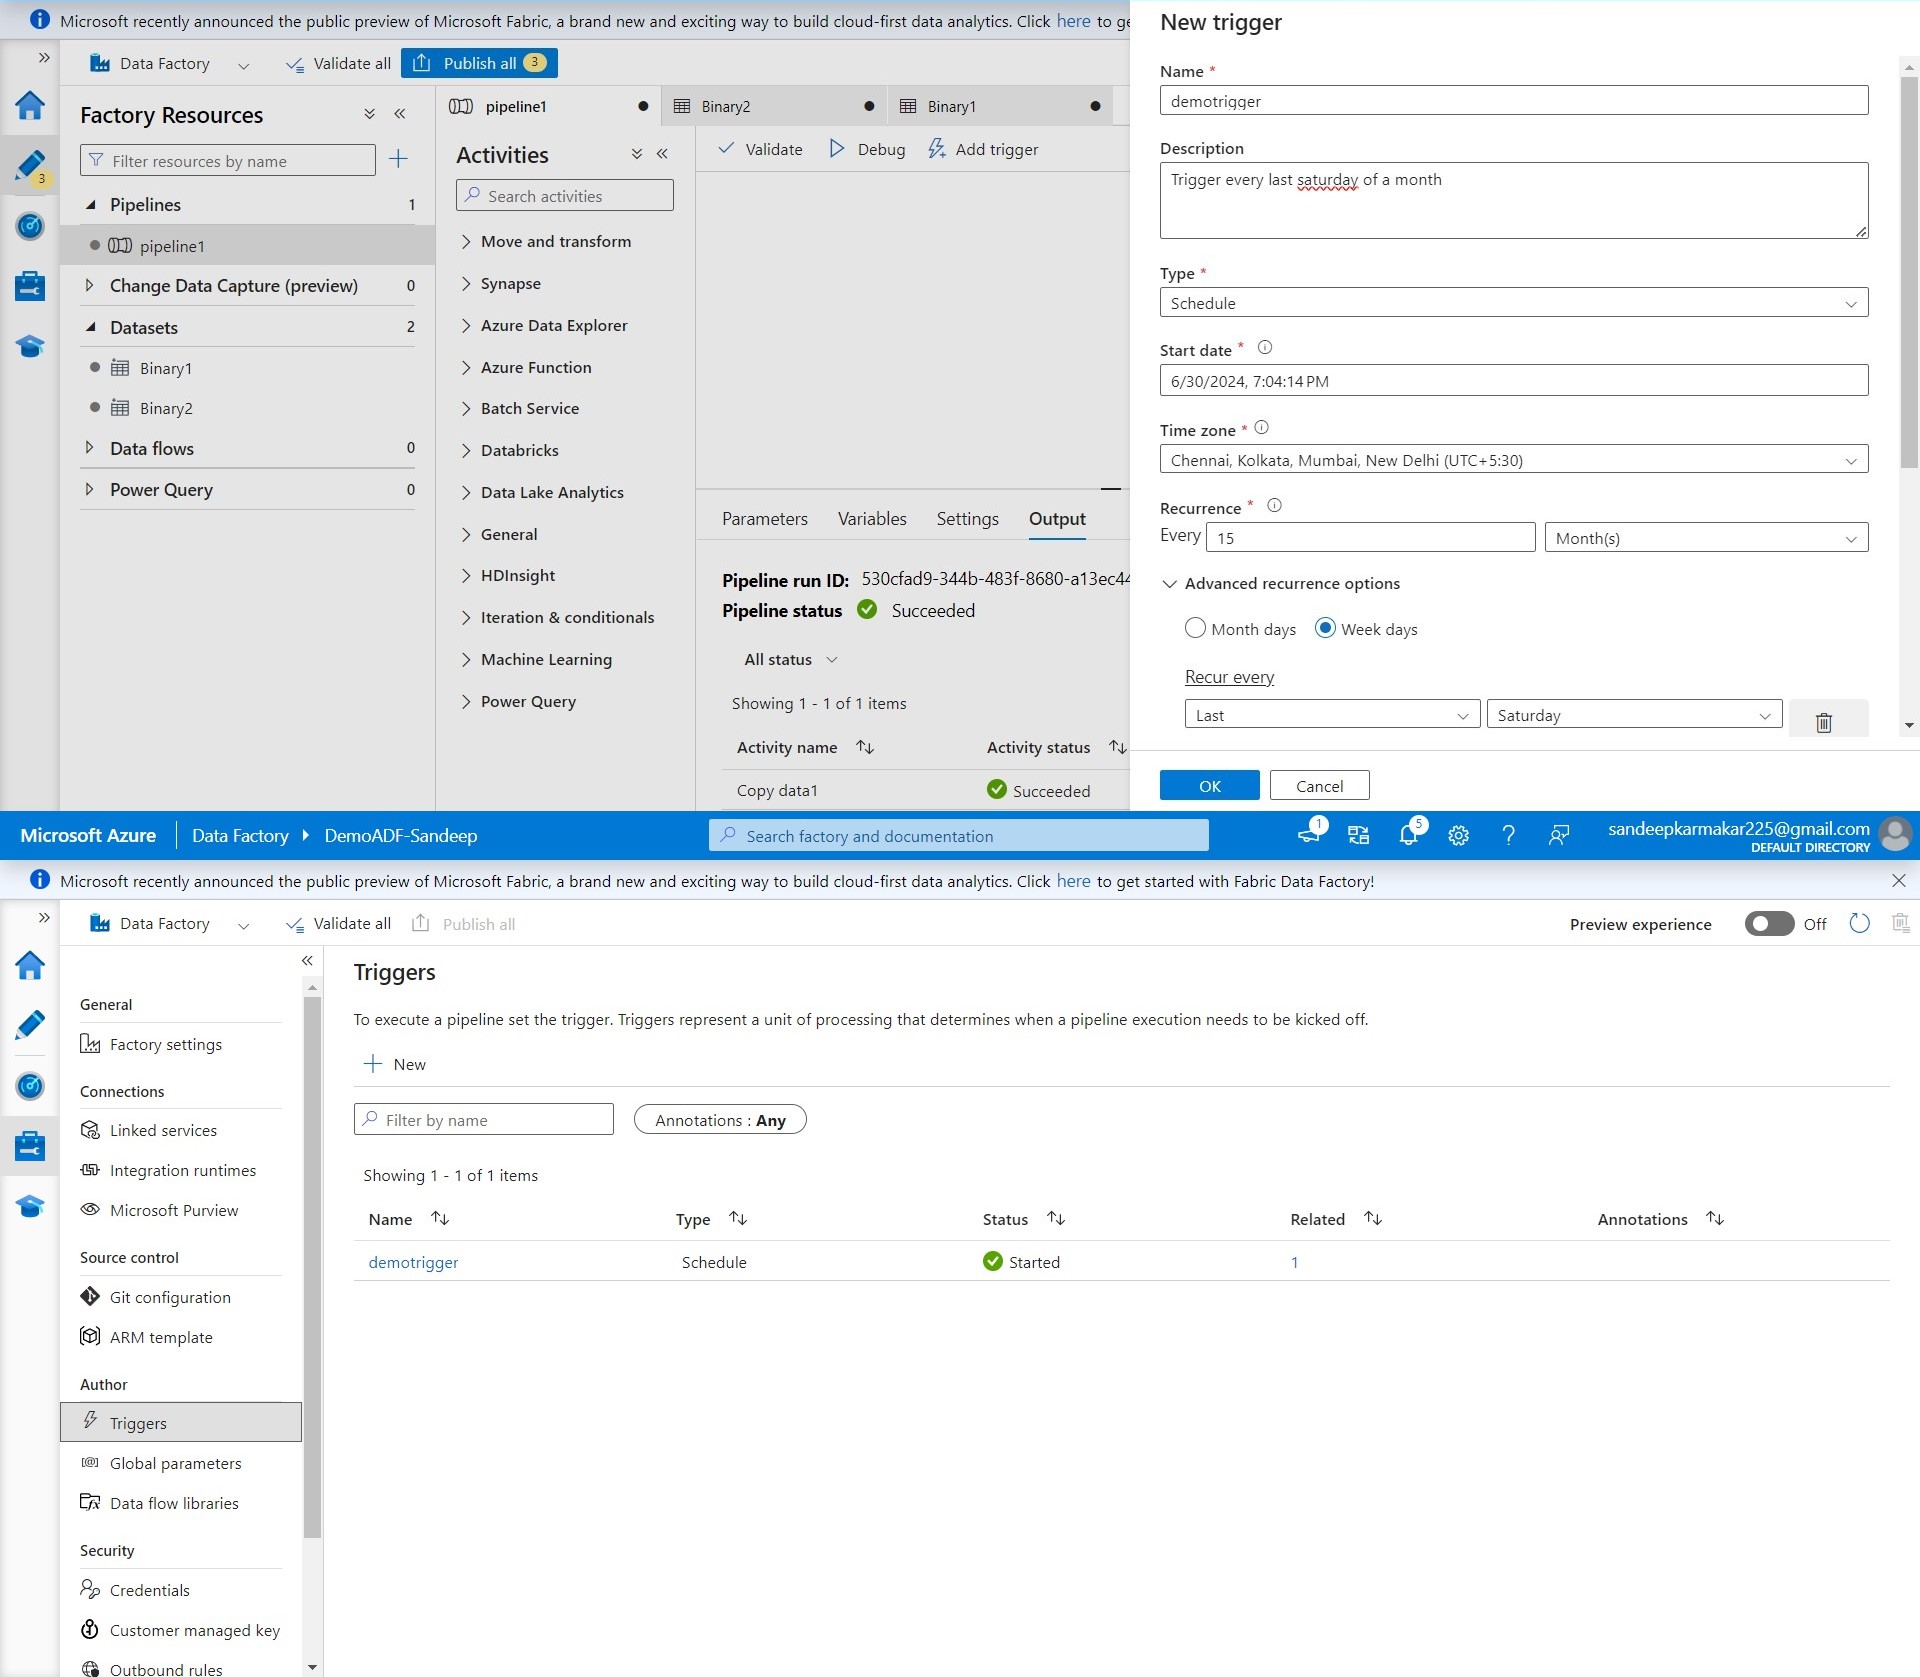 Microsoft recently announced the public preview of Microsoft Fabric, a brand new and exciting way to build cloud-first data analytics. Click here to ge
Data Factory
Validate all
Publish all 3
3
Factory Resources
Filter resources by name
Pipelines 1
pipeline1
Change Data Capture (preview) 0
Datasets 2
Binary1
Binary2
Data flows 0
Power Query 0
pipeline1
Binary2
Binary1
Activities
Search activities
Move and transform
Synapse
Azure Data Explorer
Azure Function
Batch Service
Databricks
Data Lake Analytics
General
HDInsight
Iteration & conditionals
Machine Learning
Power Query
Validate
Debug
Add trigger
Parameters Variables Settings Output
Pipeline run ID: 530cfad9-344b-483f-8680-a13ec44
Pipeline status Succeeded
All status
Showing 1 - 1 of 1 items
Activity name Activity status
Copy data1 Succeeded
New trigger
Name *
demotrigger
Description
Trigger every last saturday of a month
Type *
Schedule
Start date *
6/30/2024, 7:04:14 PM
Time zone *
Chennai, Kolkata, Mumbai, New Delhi (UTC+5:30)
Recurrence *
Every 15 Month(s)
Advanced recurrence options
Month days Week days
Recur every
Last Saturday
OK Cancel
Microsoft Azure Data Factory DemoADF-Sandeep
Search factory and documentation
1
5
sandeepkarmakar225@gmail.com
DEFAULT DIRECTORY
Microsoft recently announced the public preview of Microsoft Fabric, a brand new and exciting way to build cloud-first data analytics. Click here to get started with Fabric Data Factory!
Data Factory
Validate all
Publish all
Preview experience Off
General
Factory settings
Connections
Linked services
Integration runtimes
Microsoft Purview
Source control
Git configuration
ARM template
Author
Triggers
Global parameters
Data flow libraries
Security
Credentials
Customer managed key
Outbound rules
Triggers
To execute a pipeline set the trigger. Triggers represent a unit of processing that determines when a pipeline execution needs to be kicked off.
New
Filter by name
Annotations : Any
Showing 1 - 1 of 1 items
Name Type Status Related Annotations
demotrigger Schedule Started 1